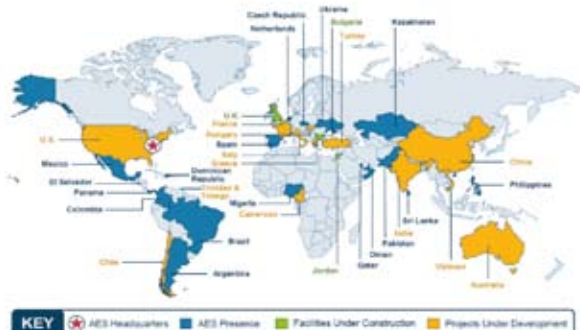 Czech Republic
Netherlands
Ukraine
Bulgaria
Turkey
Kazakhstan
U.K.
France
Hungary
Spain
Italy
Greece
U.S.
Mexico
El Salvador
Panama
Colombia
Dominican
Republic
Trinidad &
Tobago
Nigeria
Cameroon
Brazil
Chile
Argentina
Jordan
Qatar
Oman
Pakistan
India
Sri Lanka
Vietnam
China
Philippines
Australia
KEY AES Headquarters AES Presence Facilities Under Construction Projects Under Development